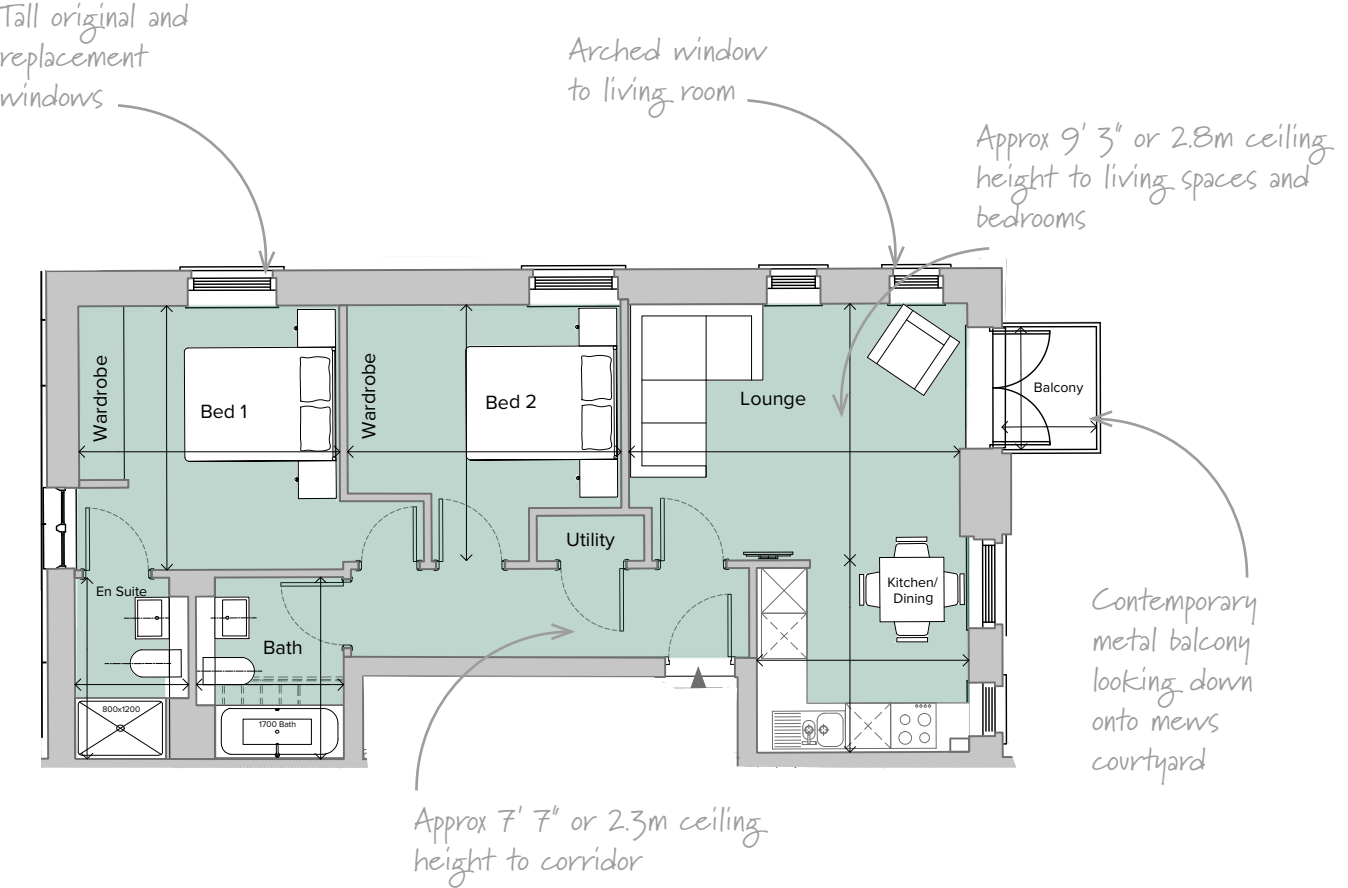 Tall original and
replacement
windows
Arched window
to living room
Approx 9' 3" or 2.8m ceiling
height to living spaces and
bedrooms
Wardrobe
Bed 1
Wardrobe
Bed 2
Lounge
Balcony
Utility
Kitchen/
Dining
En Suite
Bath
800x1200
1700 Bath
Contemporary
metal balcony
looking down
onto mews
courtyard
Approx 7' 7" or 2.3m ceiling
height to corridor